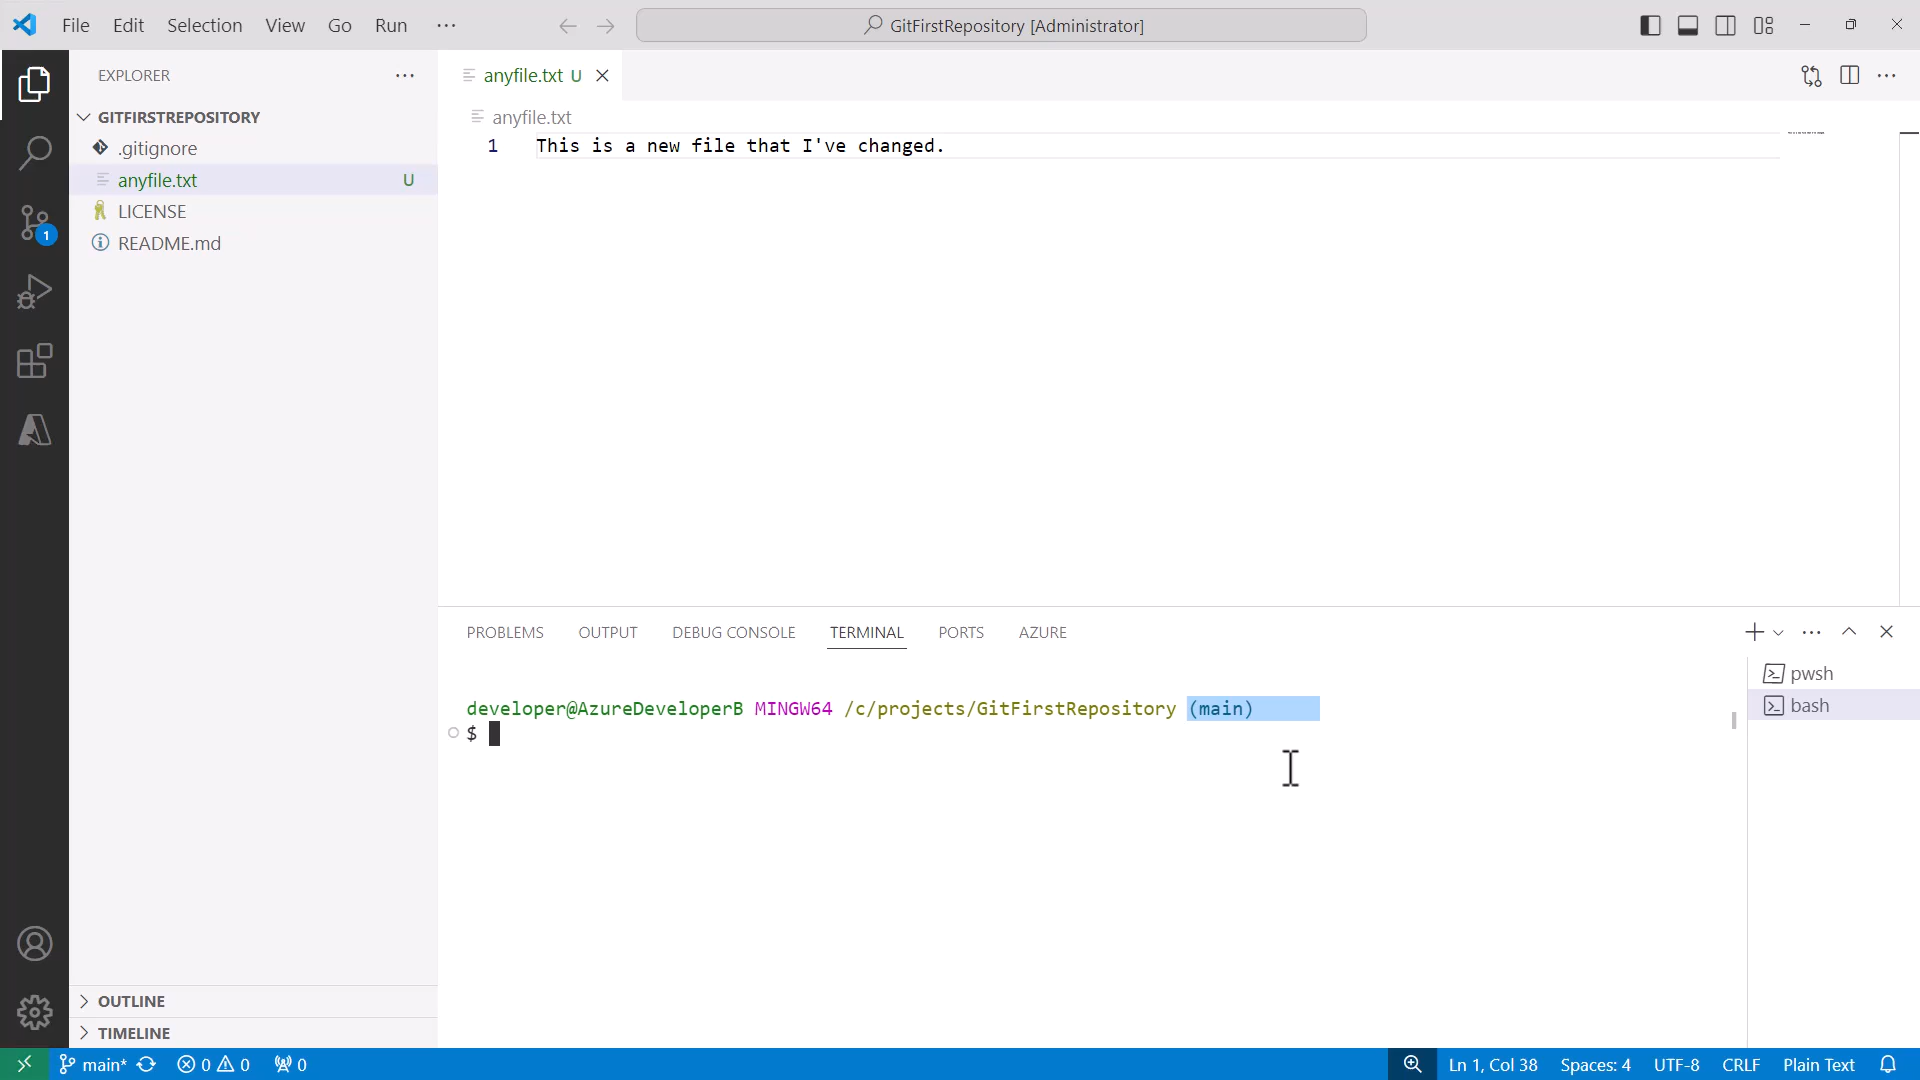 File Edit Selection View Go Run ··· GitFirstRepository [Administrator]
EXPLORER ···
GITFIRSTREPOSITORY
.gitignore
anyfile.txt U
LICENSE
README.md
OUTLINE
TIMELINE
1
anyfile.txt U
anyfile.txt
1 This is a new file that I've changed.
PROBLEMS OUTPUT DEBUG CONSOLE TERMINAL PORTS AZURE
developer@AzureDeveloperB MINGW64 /c/projects/GitFirstRepository (main)
$
pwsh
bash
main* 0 0 0 Ln 1, Col 38 Spaces: 4 UTF-8 CRLF Plain Text